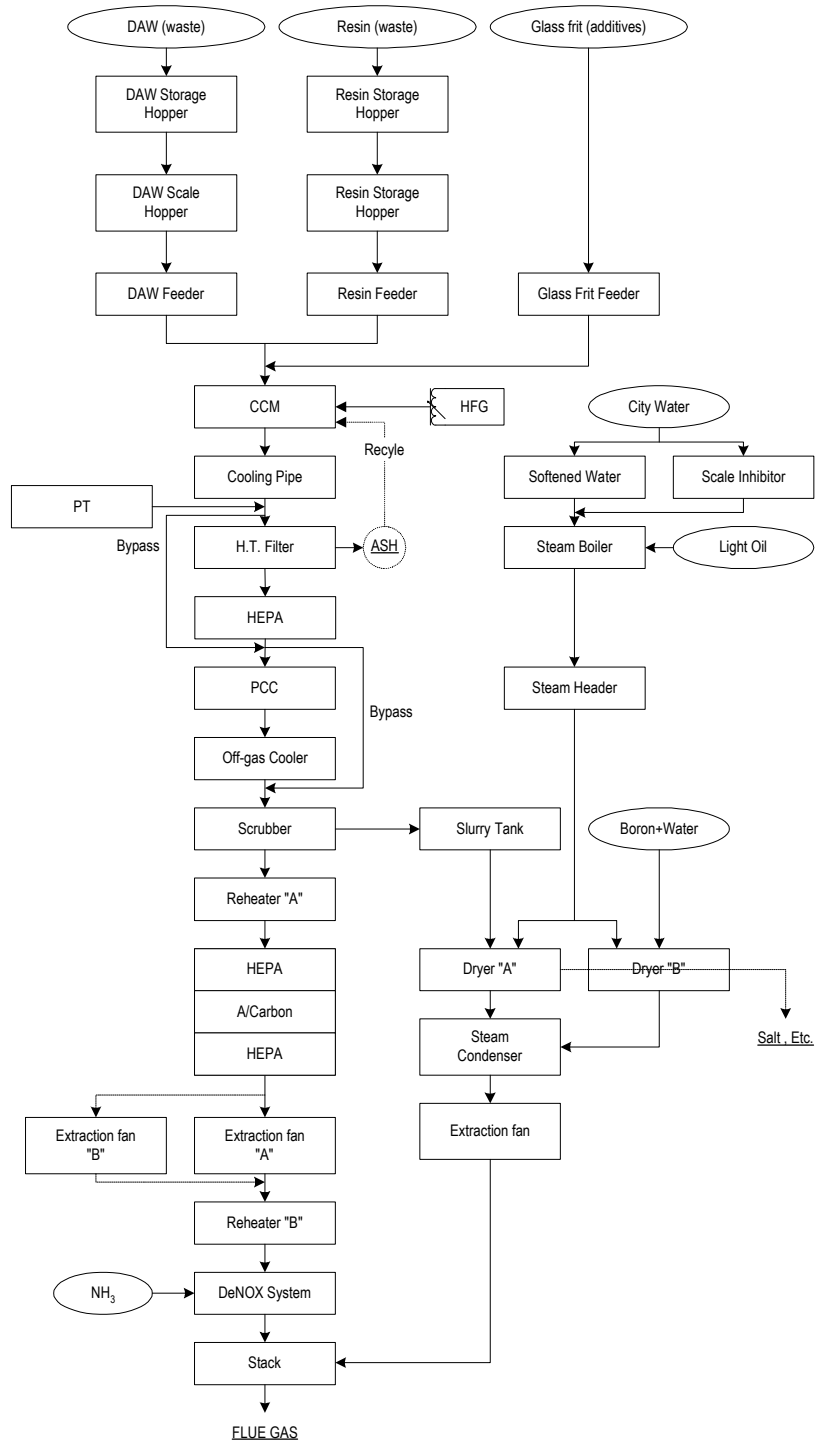 DAW (waste)
Resin (waste)
Glass frit (additives)
DAW Storage
Hopper
Resin Storage
Hopper
DAW Scale
Hopper
Resin Storage
Hopper
DAW Feeder
Resin Feeder
Glass Frit Feeder
CCM
HFG
City Water
Recyle
Cooling Pipe
Softened Water
Scale Inhibitor
PT
Bypass
H.T. Filter
ASH
Steam Boiler
Light Oil
HEPA
PCC
Steam Header
Bypass
Off-gas Cooler
Scrubber
Slurry Tank
Boron+Water
Reheater "A"
HEPA
Dryer "A"
Dryer "B"
A/Carbon
Steam
Condenser
Salt , Etc.
HEPA
Extraction fan
"B"
Extraction fan
"A"
Extraction fan
Reheater "B"
NH3
DeNOX System
Stack
FLUE GAS